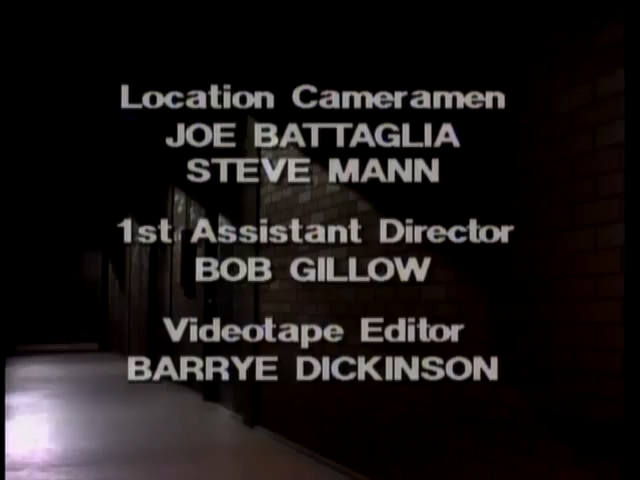 Location Cameramen
JOE BATTAGLIA
STEVE MANN
1st Assistant Director
BOB GILLOW
Videotape Editor
BARRYE DICKINSON